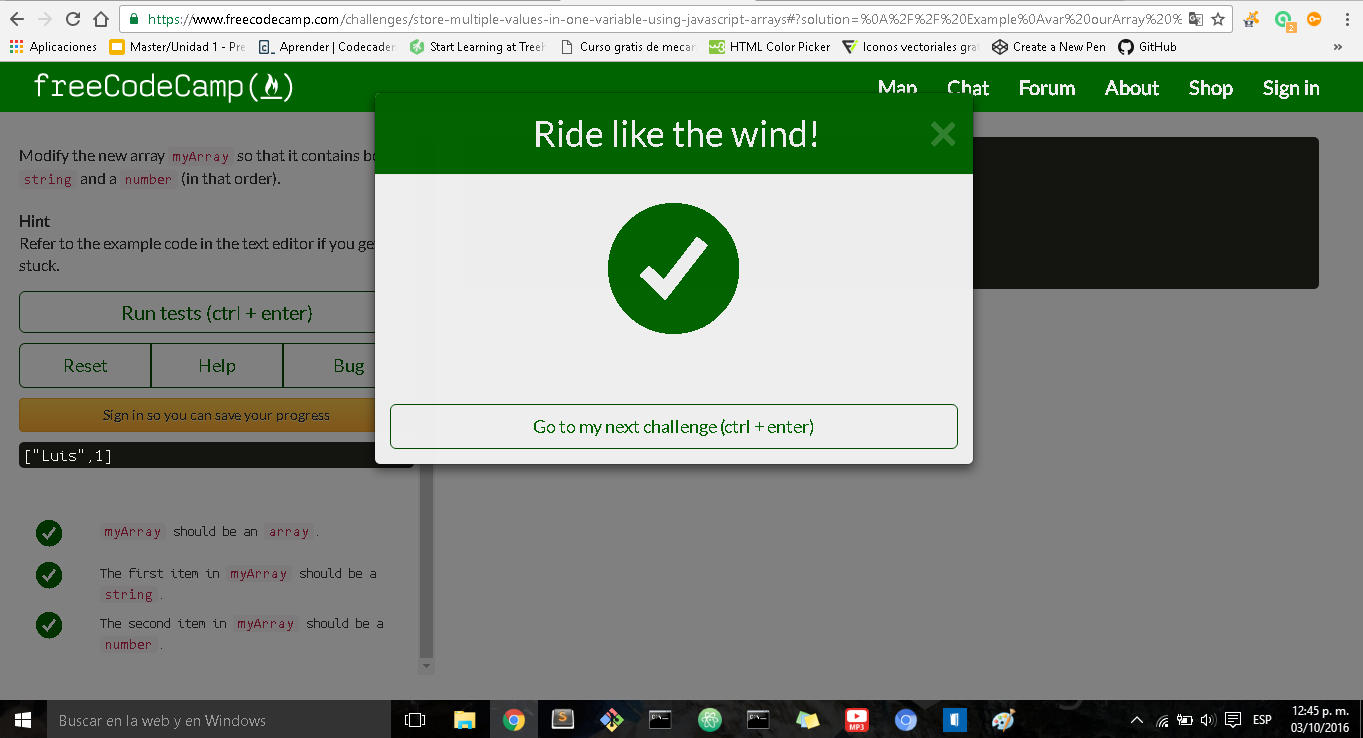 https://www.freecodecamp.com/challenges/store-multiple-values-in-one-variable-using-javascript-arrays#?solution=%0A%2F%2F%20Example%0Avar%20ourArray%20%
Aplicaciones Master/Unidad 1 - Pre Aprender | Codecader Start Learning at Treeh Curso gratis de mecar HTML Color Picker Iconos vectoriales grat Create a New Pen GitHub »
freeCodeCamp
Map Chat Forum About Shop Sign in
Ride like the wind!
Modify the new array myArray so that it contains bo
string and a number (in that order).
Hint
Refer to the example code in the text editor if you ge
stuck.
Run tests (ctrl + enter)
Reset Help Bug
Sign in so you can save your progress
["Luis",1]
Go to my next challenge (ctrl + enter)
myArray should be an array.
The first item in myArray should be a
string.
The second item in myArray should be a
number.
Buscar en la web y en Windows
MP3
ESP
12:45 p. m.
03/10/2016